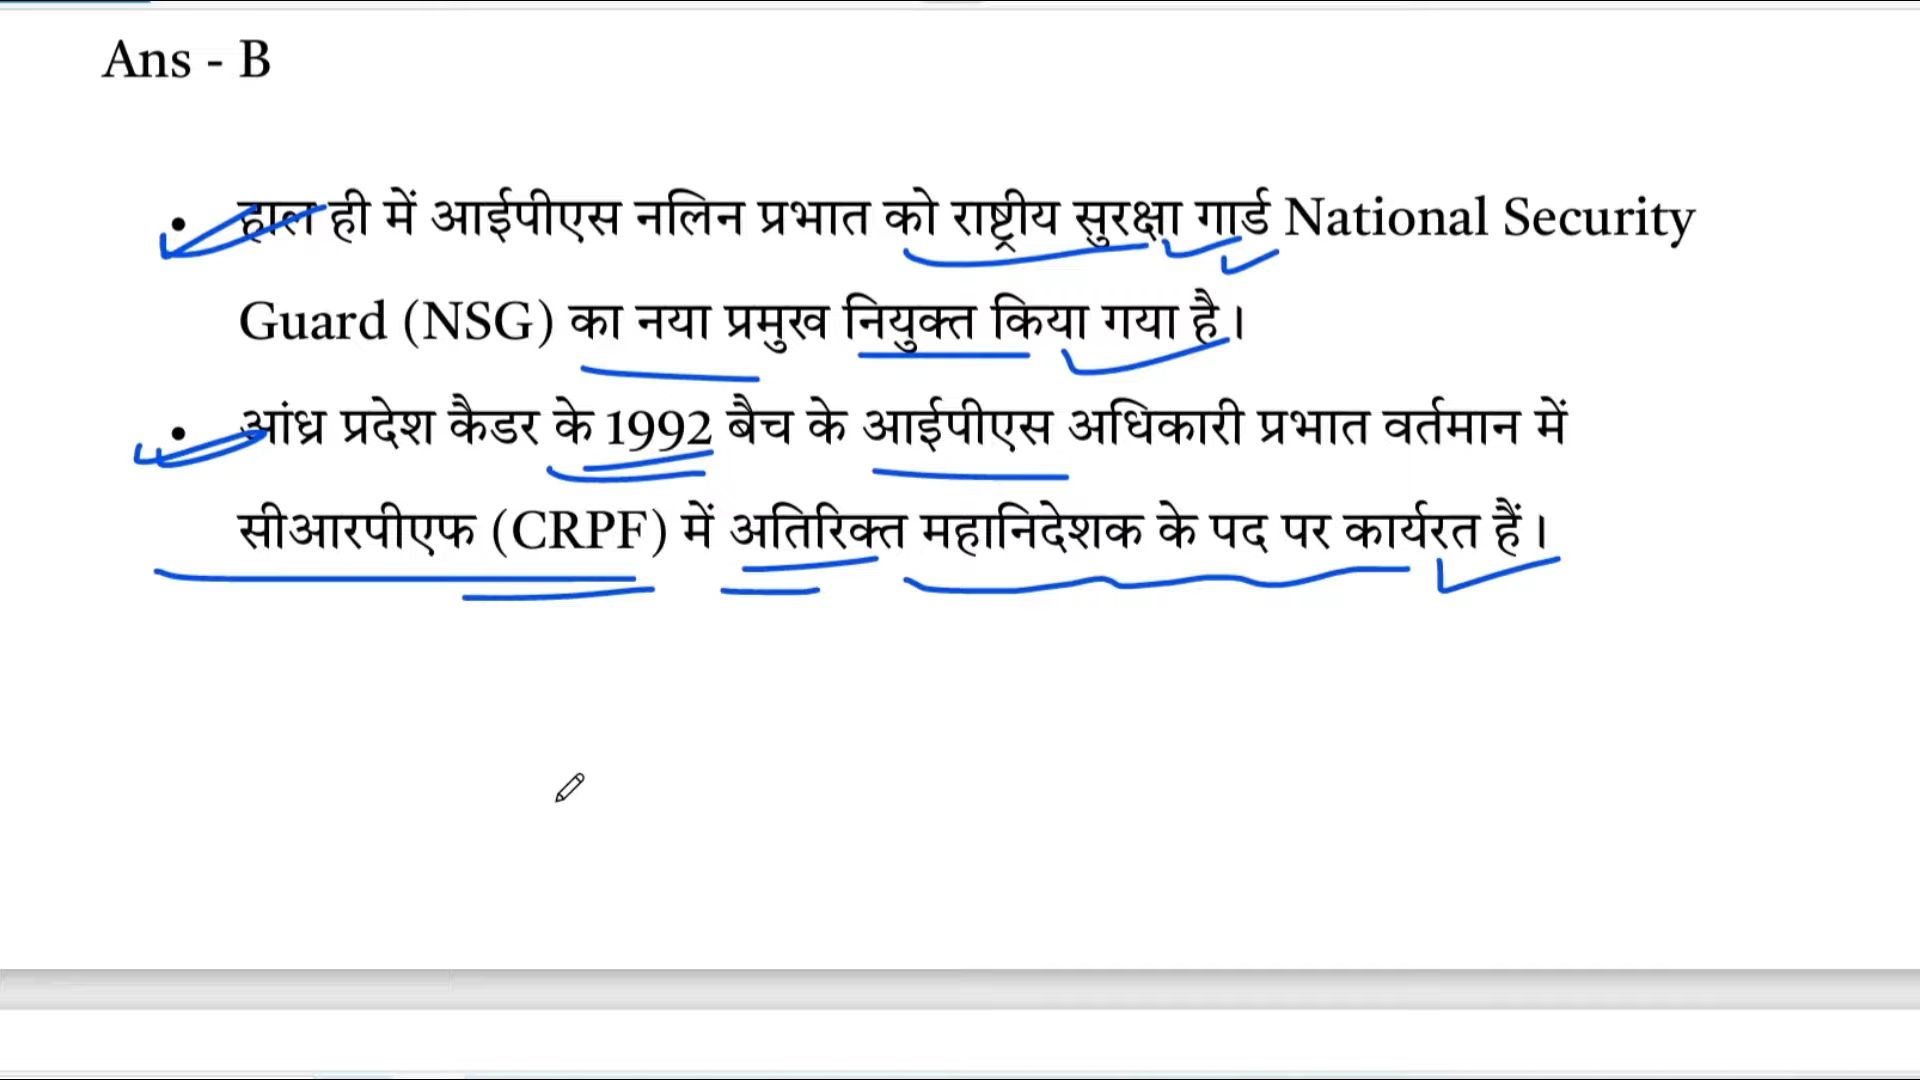 Ans - B
• हाल ही में आईपीएस नलिन प्रभात को राष्ट्रीय सुरक्षा गार्ड National Security
Guard (NSG) का नया प्रमुख नियुक्त किया गया है।
• आंध्र प्रदेश कैडर के 1992 बैच के आईपीएस अधिकारी प्रभात वर्तमान में
सीआरपीएफ (CRPF) में अतिरिक्त महानिदेशक के पद पर कार्यरत हैं।